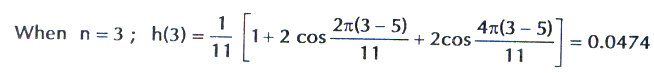 When n = 3 ; h(3) = 1/11 [1 + 2 cos 2π(3 – 5)/11 + 2cos 4π(3 – 5)/11] = 0.0474